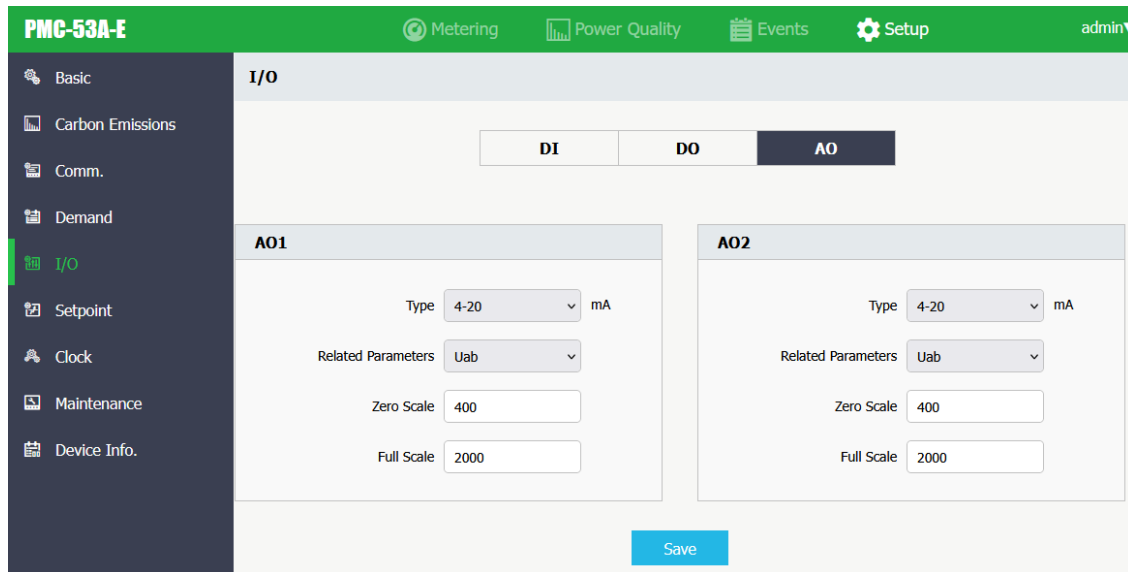 PMC-53A-E
Metering
Power Quality
Events
Setup
admin
Basic
Carbon Emissions
Comm.
Demand
I/O
Setpoint
Clock
Maintenance
Device Info.
I/O
DI
DO
AO
AO1
Type 4-20 mA
Related Parameters Uab
Zero Scale 400
Full Scale 2000
AO2
Type 4-20 mA
Related Parameters Uab
Zero Scale 400
Full Scale 2000
Save